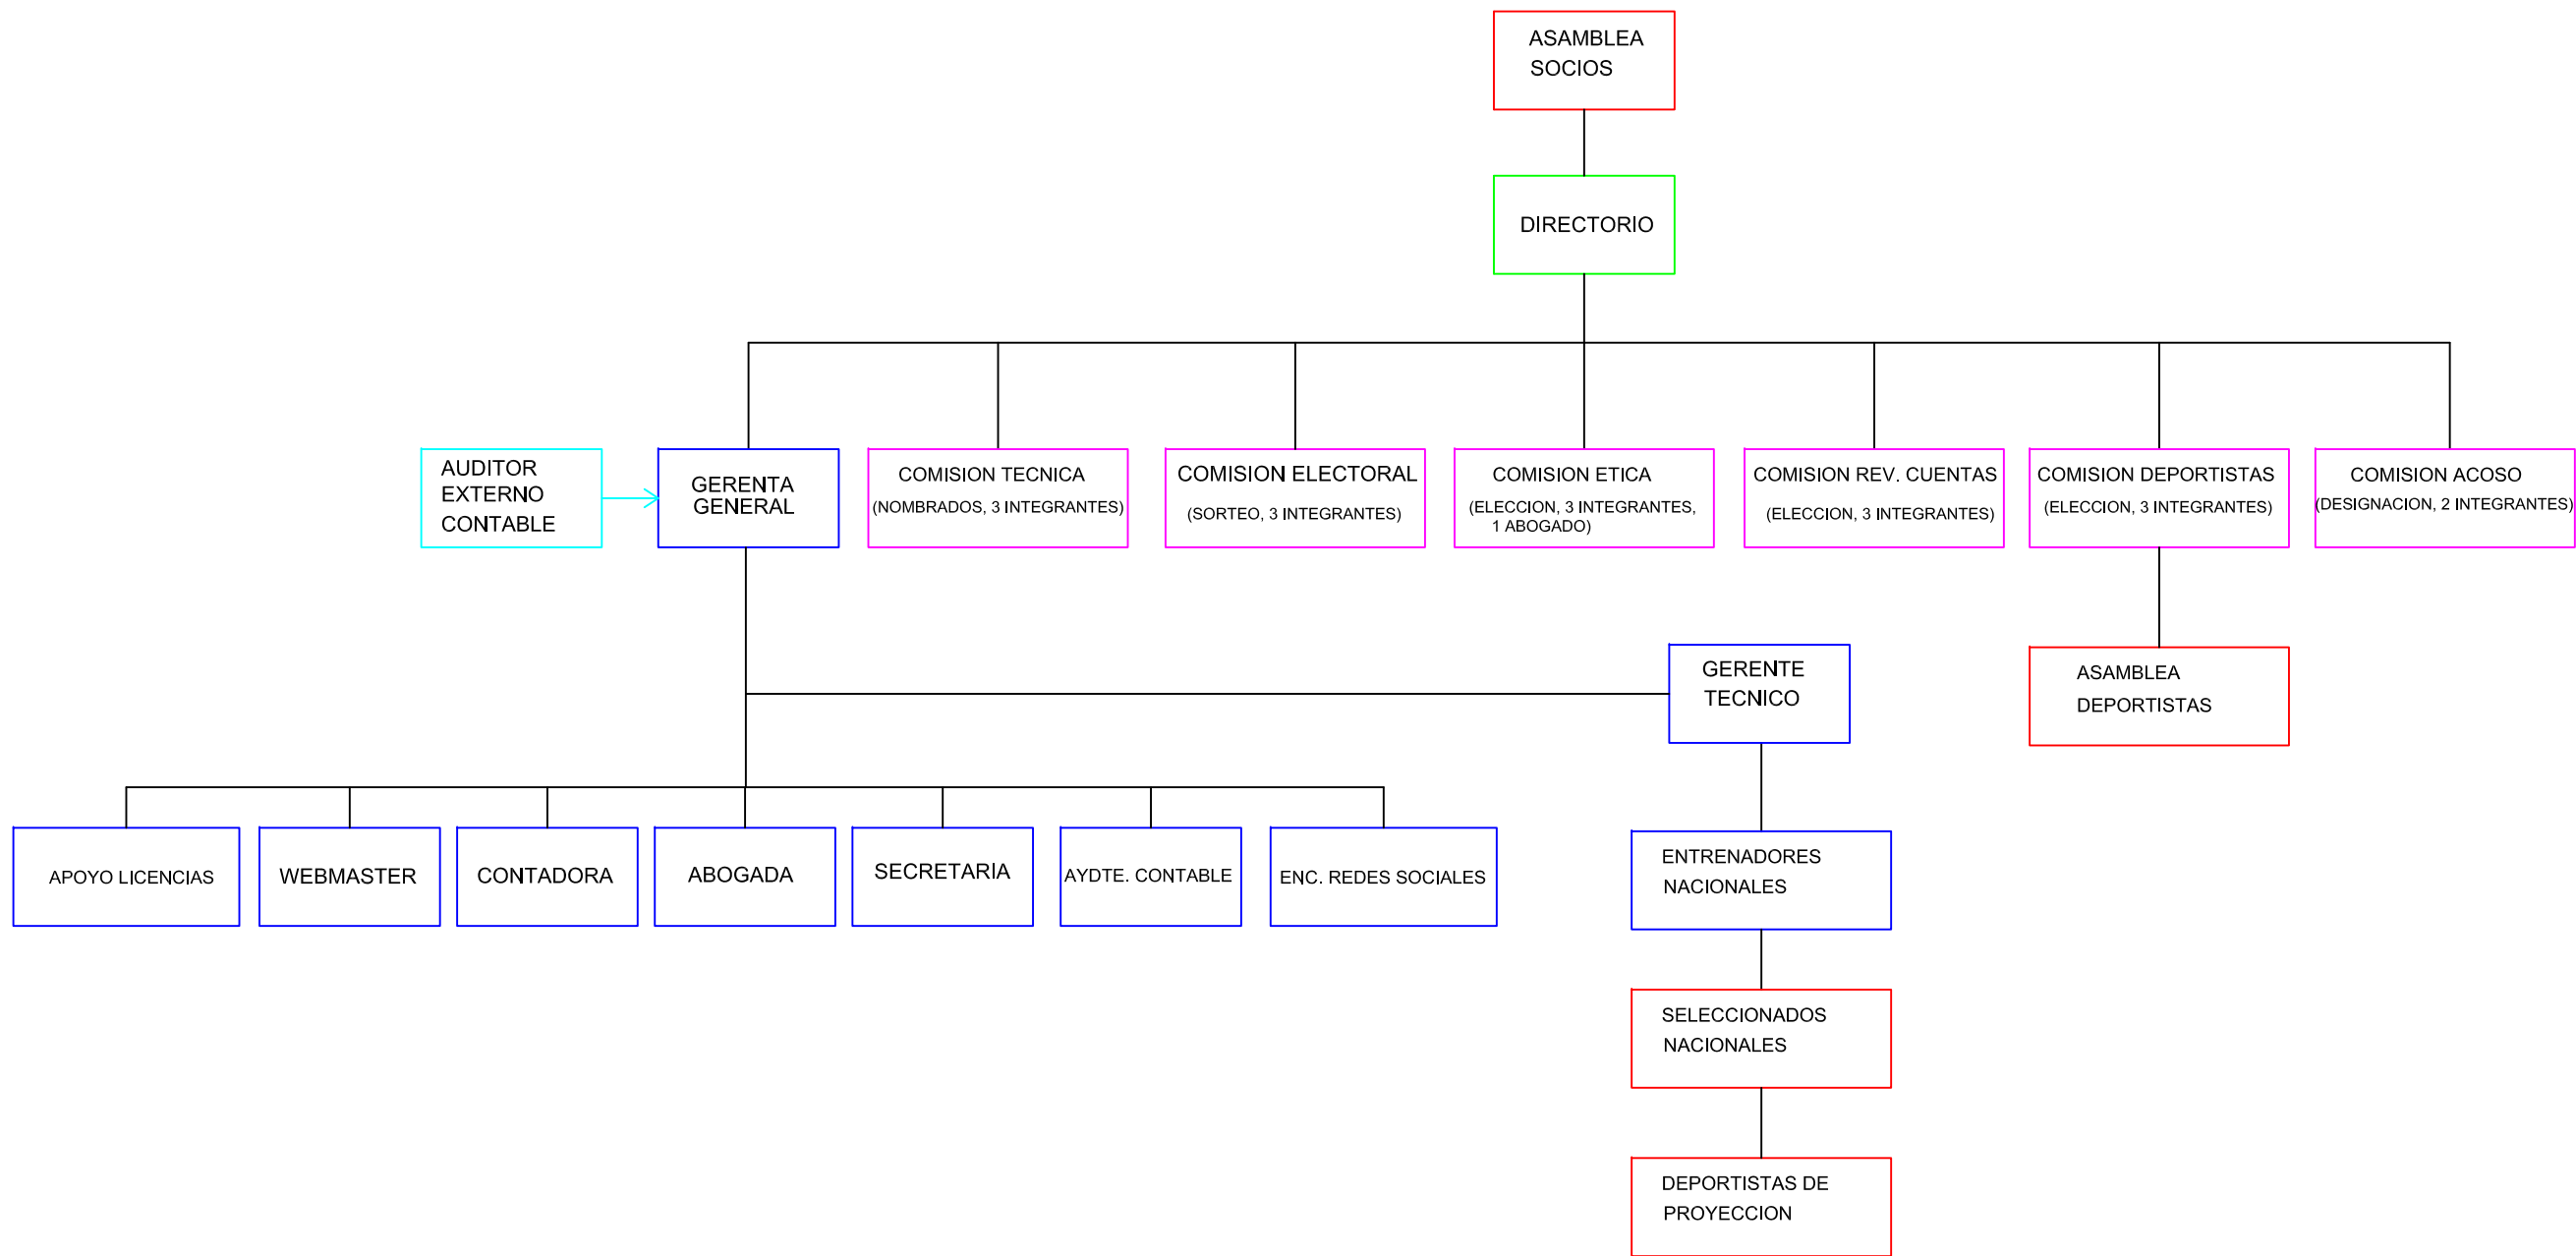 ASAMBLEA
SOCIOS
DIRECTORIO
AUDITOR
EXTERNO
CONTABLE
GERENTA
GENERAL
COMISION TECNICA
(NOMBRADOS, 3 INTEGRANTES)
COMISION ELECTORAL
(SORTEO, 3 INTEGRANTES)
COMISION ETICA
(ELECCION, 3 INTEGRANTES,
1 ABOGADO)
COMISION REV. CUENTAS
(ELECCION, 3 INTEGRANTES)
COMISION DEPORTISTAS
(ELECCION, 3 INTEGRANTES)
COMISION ACOSO
(DESIGNACION, 2 INTEGRANTES)
GERENTE
TECNICO
ASAMBLEA
DEPORTISTAS
APOYO LICENCIAS
WEBMASTER
CONTADORA
ABOGADA
SECRETARIA
AYDTE. CONTABLE
ENC. REDES SOCIALES
ENTRENADORES
NACIONALES
SELECCIONADOS
NACIONALES
DEPORTISTAS DE
PROYECCION